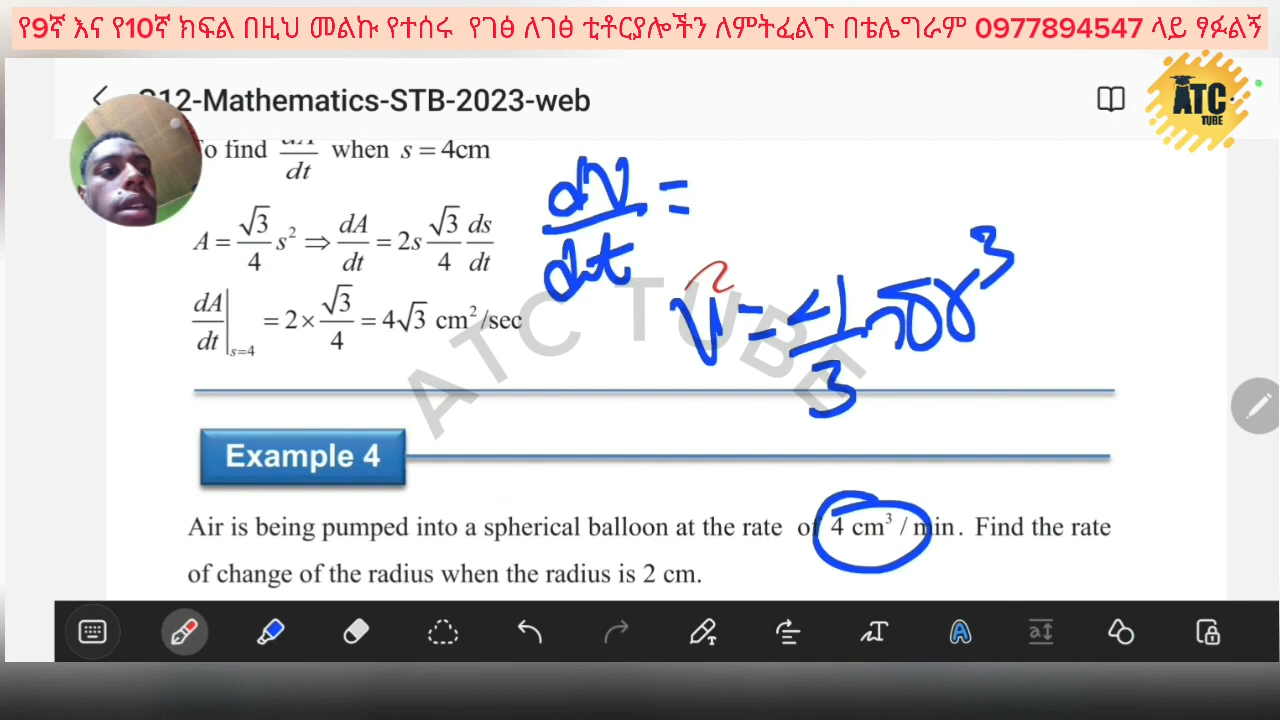 የ9ኛ እና የ10ኛ ክፍል በዚህ መልኩ የተሰሩ የገፅ ለገፅ ቲቶርያሎችን ለምትፈልጉ በቴሌግራም 0977894547 ላይ ፃፉልኝ
12-Mathematics-STB-2023-web
ATC
TUBE
o find dA/dt when s = 4cm
A = √3/4 s² ⇒ dA/dt = 2s √3/4 ds/dt
dA/dt|s=4 = 2 × √3/4 = 4√3 cm²/sec
dV/dt =
V = 4/3 πr³
ATC TUBE
Example 4
Air is being pumped into a spherical balloon at the rate of 4 cm³ / min. Find the rate
of change of the radius when the radius is 2 cm.